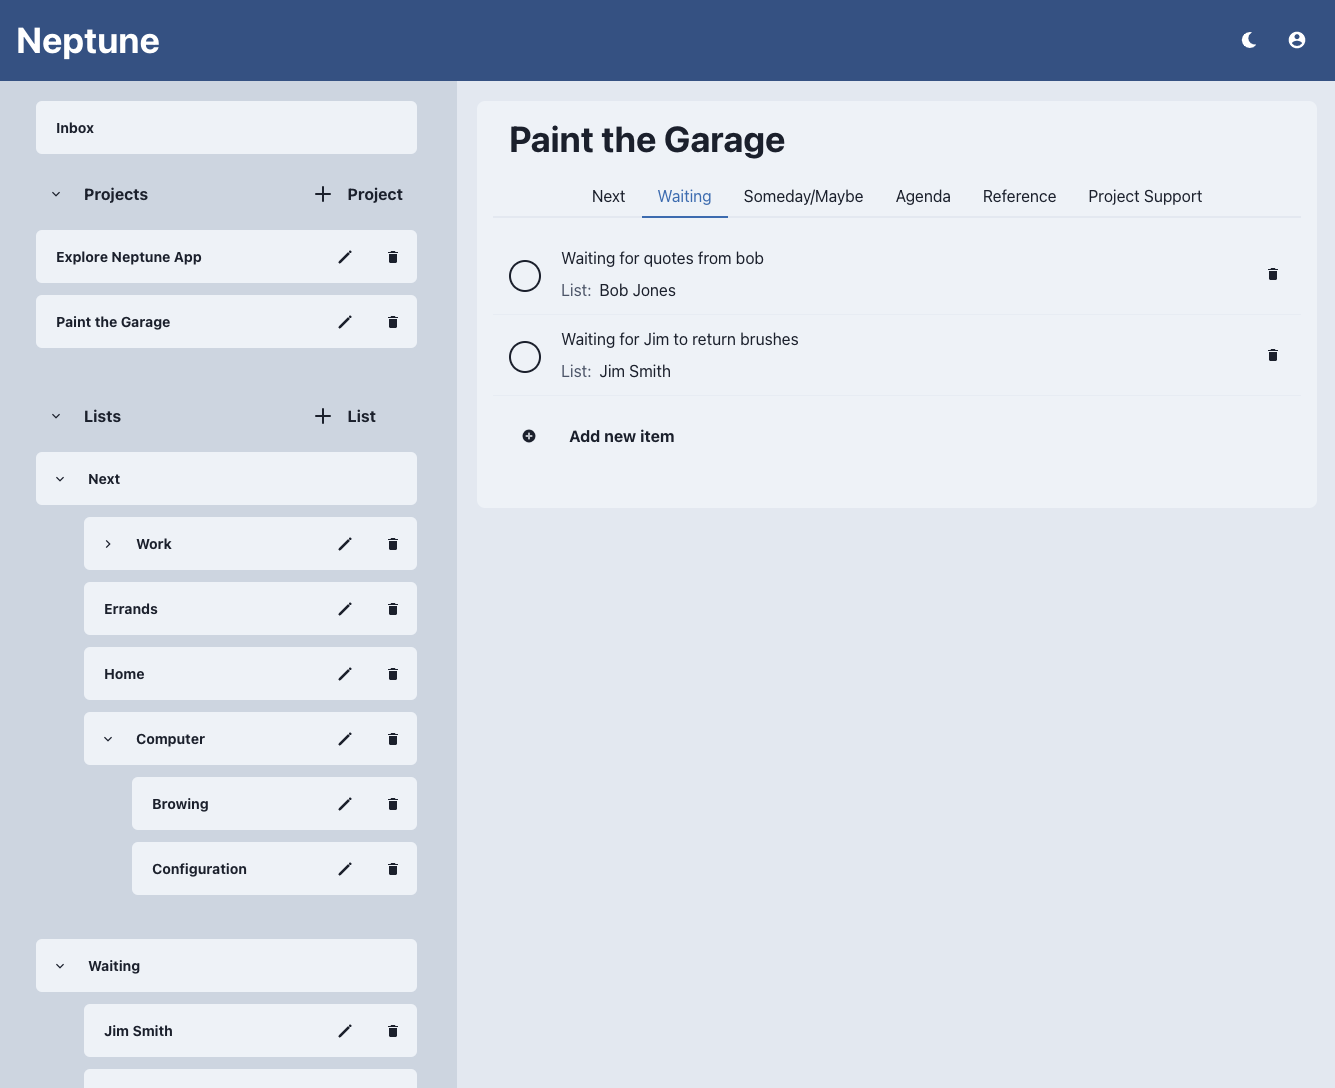 Neptune
Inbox
Projects
Project
Explore Neptune App
Paint the Garage
Lists
List
Next
Work
Errands
Home
Computer
Browing
Configuration
Waiting
Jim Smith
Paint the Garage
Next Waiting Someday/Maybe Agenda Reference Project Support
Waiting for quotes from bob
List: Bob Jones
Waiting for Jim to return brushes
List: Jim Smith
Add new item